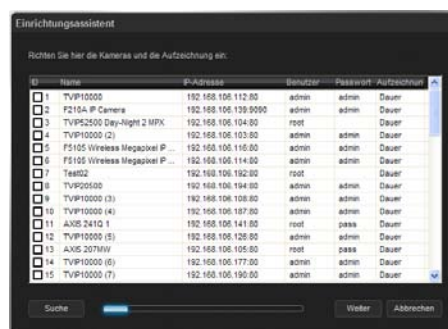 Einrichtungsassistent
Richten Sie hier die Kameras und die Aufzeichnung ein:
ID Name IP-Adresse Benutzer Passwort Aufzeichnun
1 TVIP10000 192.168.106.112:80 admin admin Dauer
2 F210A IP Camera 192.168.106.139:9090 admin admin Dauer
3 TVIP52500 Day-Night 2 MPX 192.168.106.104:80 root Dauer
4 TVIP10000 (2) 192.168.106.103:80 admin admin Dauer
5 FS105 Wireless Megapixel IP ... 192.168.106.116:80 admin admin Dauer
6 FS105 Wireless Megapixel IP ... 192.168.106.114:80 admin admin Dauer
7 Test02 192.168.106.192:80 root Dauer
8 TVIP20500 192.168.106.194:80 admin admin Dauer
9 TVIP10000 (3) 192.168.106.108:80 admin admin Dauer
10 TVIP10000 (4) 192.168.106.187:80 admin admin Dauer
11 AXIS 241Q 1 192.168.106.141:80 root pass Dauer
12 TVIP10000 (5) 192.168.106.126:80 admin admin Dauer
13 AXIS 207MW 192.168.106.105:80 root pass Dauer
14 TVIP10000 (6) 192.168.106.177:80 admin admin Dauer
15 TVIP10000 (7) 192.168.106.190:80 admin admin Dauer
Suche Weiter Abbrechen